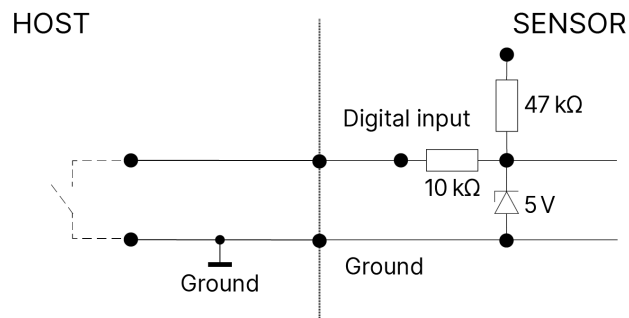 HOST
SENSOR
47 kΩ
Digital input
10 kΩ
5 V
Ground
Ground